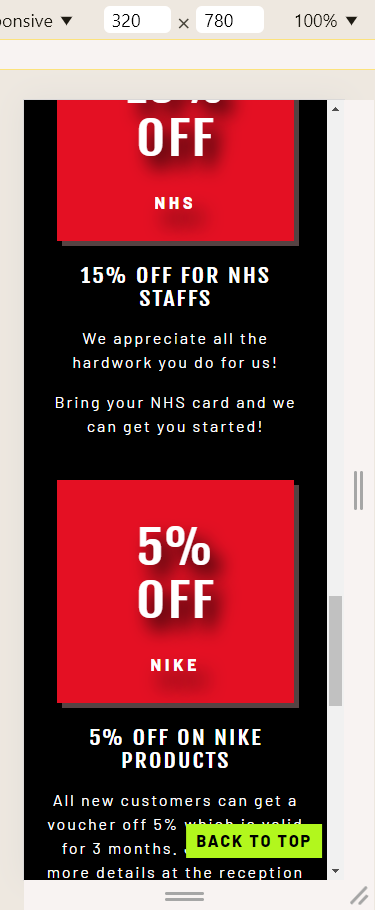 ponsive ▼ 320 × 780 100% ▼
OFF
NHS
15% OFF FOR NHS
STAFFS
We appreciate all the
hardwork you do for us!
Bring your NHS card and we
can get you started!
5%
OFF
NIKE
5% OFF ON NIKE
PRODUCTS
All new customers can get a
voucher off 5% which is valid
for 3 months.
BACK TO TOP
more details at the reception